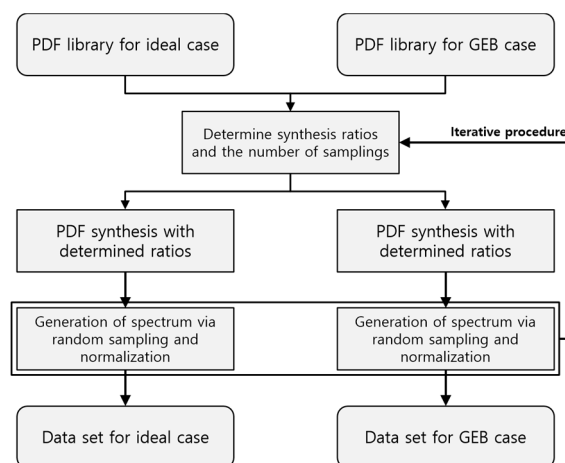 PDF library for ideal case
PDF library for GEB case
Determine synthesis ratios
and the number of samplings
Iterative procedure
PDF synthesis with
determined ratios
PDF synthesis with
determined ratios
Generation of spectrum via
random sampling and
normalization
Generation of spectrum via
random sampling and
normalization
Data set for ideal case
Data set for GEB case